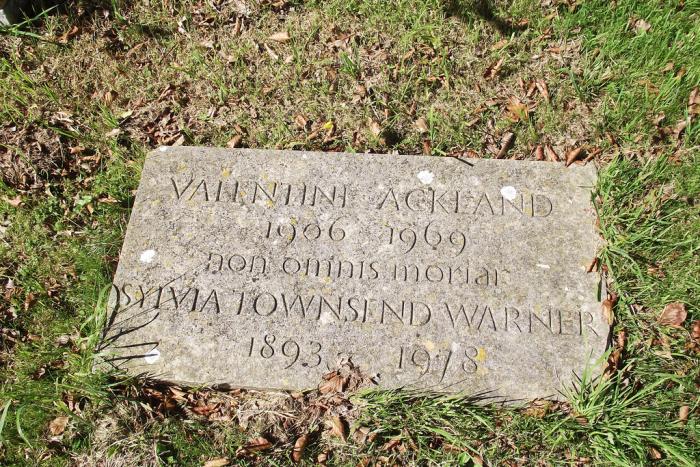 VALENTINE ACKLAND
1906 1969
non omnis moriar
SYLVIA TOWNSEND WARNER
1893 1978